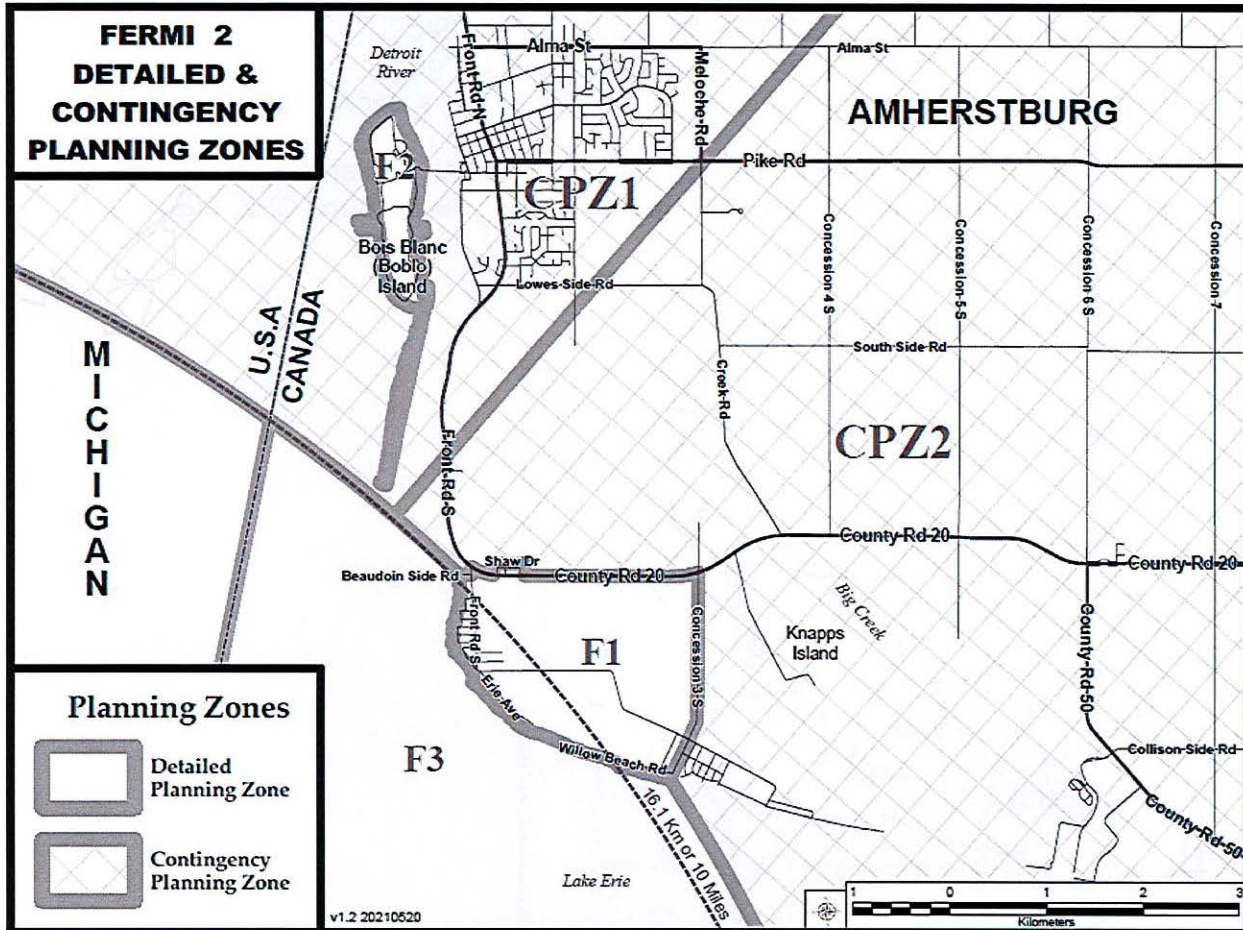 FERMI 2
DETAILED &
CONTINGENCY
PLANNING ZONES
Detroit
River
Front Rd N
Alma St
Meloche Rd
Alma St
AMHERSTBURG
F2
CPZ1
Pike Rd
Bois Blanc
(Boblo)
Island
Lowes Side Rd
Concession 4 S
Concession 5 S
Concession 6 S
Concession 7
U.S.A
CANADA
MICHIGAN
South Side Rd
Creek Rd
CPZ2
Front Rd S
County Rd 20
Shaw Dr
Beaudoin Side Rd
County Rd 20
County Rd 20
Big Creek
Knapps
Island
Front Rd S
F1
Concession 3 S
County Rd 50
Erie Ave
Willow Beach Rd
F3
Collison Side Rd
County Rd 50
16.1 Km or 10 Miles
Lake Erie
Planning Zones
Detailed
Planning Zone
Contingency
Planning Zone
v1.2 20210520
1 0 1 2 3
Kilometers